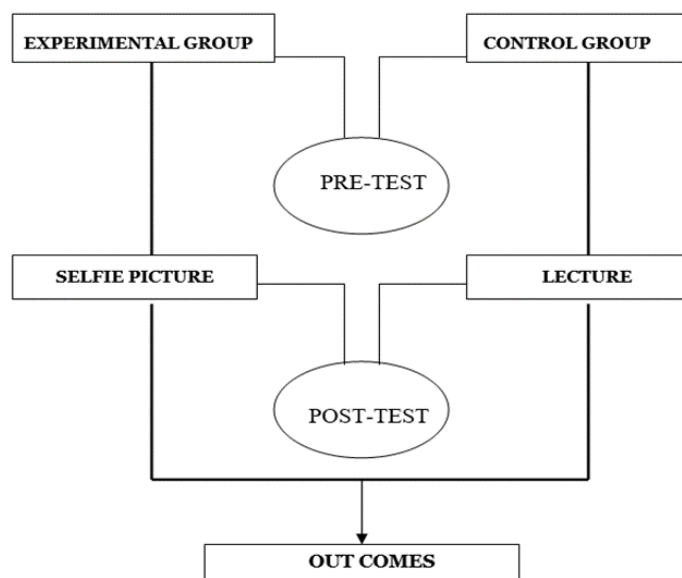 EXPERIMENTAL GROUP
CONTROL GROUP
PRE-TEST
SELFIE PICTURE
LECTURE
POST-TEST
OUT COMES